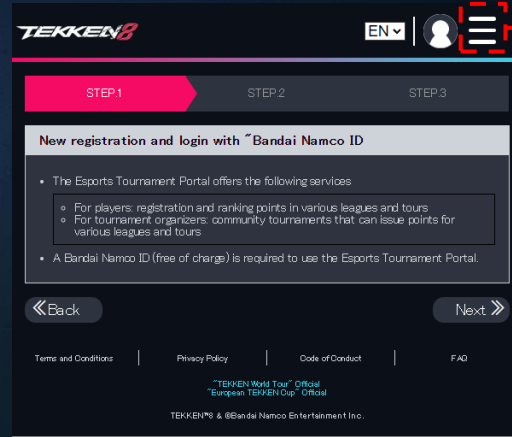 TEKKEN8
EN
STEP.1
STEP.2
STEP.3
New registration and login with ˝Bandai Namco ID
• The Esports Tournament Portal offers the following services
○ For players: registration and ranking points in various leagues and tours
○ For tournament organizers: community tournaments that can issue points for
various leagues and tours
• A Bandai Namco ID (free of charge) is required to use the Esports Tournament Portal.
Back
Next
Terms and Conditions
Privacy Policy
Code of Conduct
FAQ
˝TEKKEN World Tour˝ Official
˝European TEKKEN Cup˝ Official
TEKKEN™8 & ©Bandai Namco Entertainment Inc.